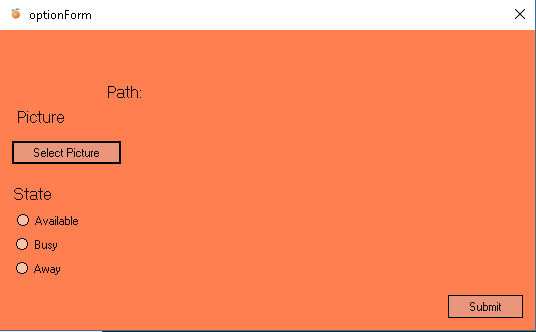 optionForm
Path:
Picture
Select Picture
State
Available
Busy
Away
Submit